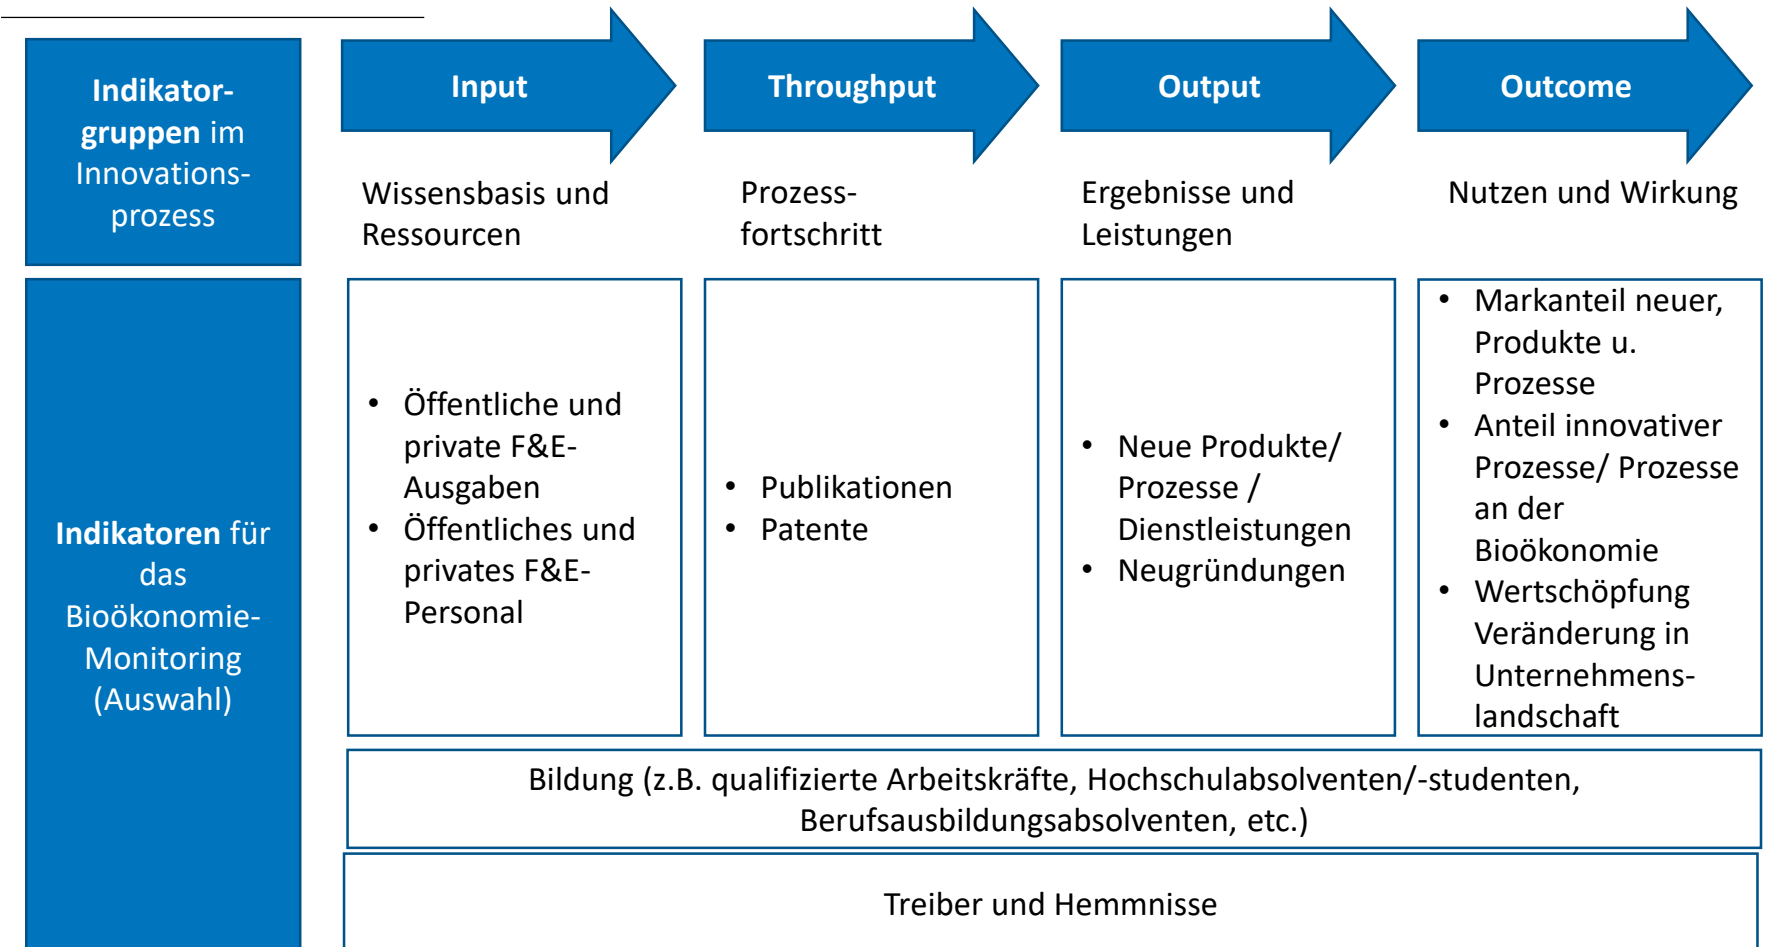 Indikator-
gruppen im
Innovations-
prozess
Input
Throughput
Output
Outcome
Wissensbasis und
Ressourcen
Prozess-
fortschritt
Ergebnisse und
Leistungen
Nutzen und Wirkung
Indikatoren für
das
Bioökonomie-
Monitoring
(Auswahl)
• Öffentliche und
private F&E-
Ausgaben
• Öffentliches und
privates F&E-
Personal
• Publikationen
• Patente
• Neue Produkte/
Prozesse /
Dienstleistungen
• Neugründungen
• Markanteil neuer,
Produkte u.
Prozesse
• Anteil innovativer
Prozesse/ Prozesse
an der
Bioökonomie
• Wertschöpfung
Veränderung in
Unternehmens-
landschaft
Bildung (z.B. qualifizierte Arbeitskräfte, Hochschulabsolventen/-studenten,
Berufsausbildungsabsolventen, etc.)
Treiber und Hemmnisse